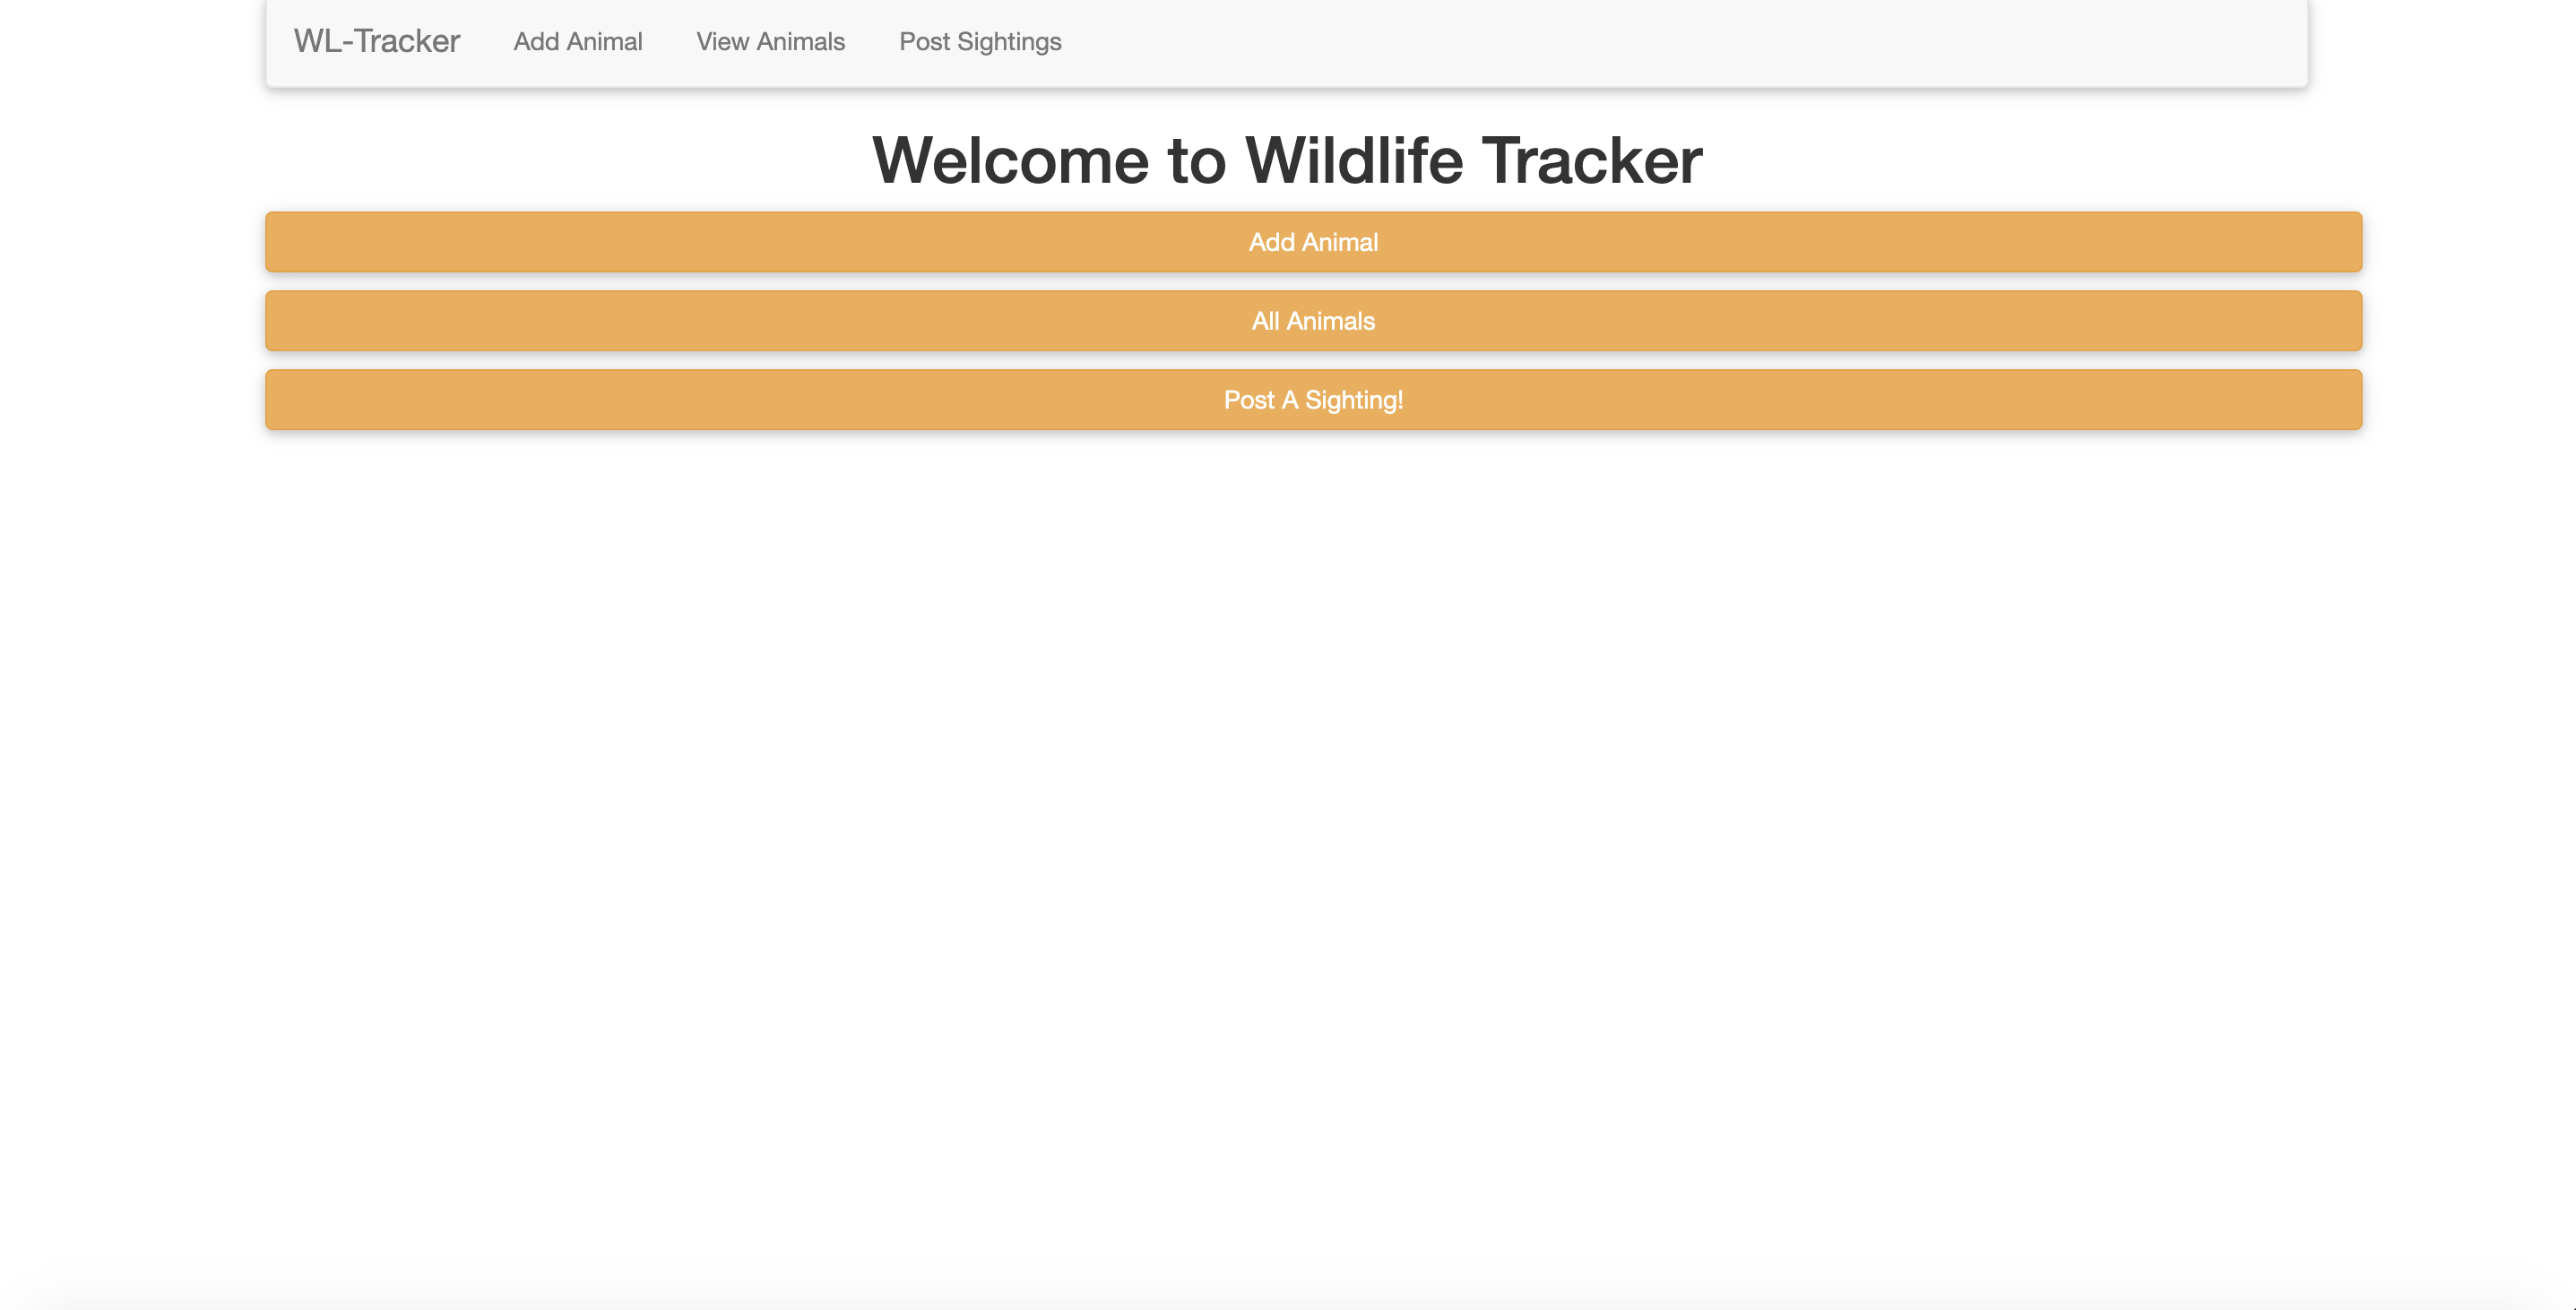 WL-Tracker Add Animal View Animals Post Sightings
Welcome to Wildlife Tracker
Add Animal
All Animals
Post A Sighting!